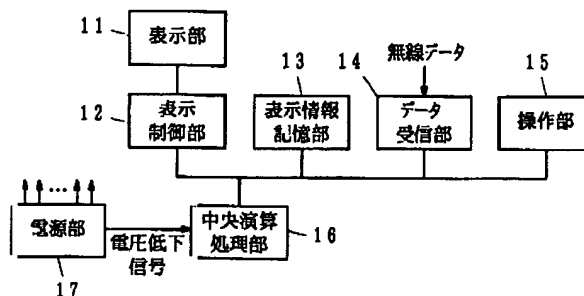 11
表示部
12
表示
制御部
13
表示情報
記憶部
14
無線データ
データ
受信部
15
操作部
電源部
17
電圧低下
信号
中央演算
処理部
16